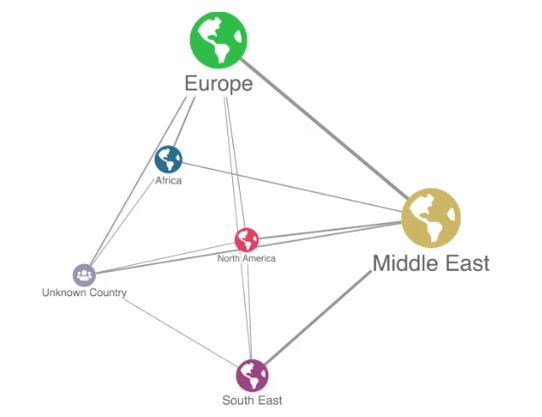 Europe
Africa
Middle East
North America
Unknown Country
South East